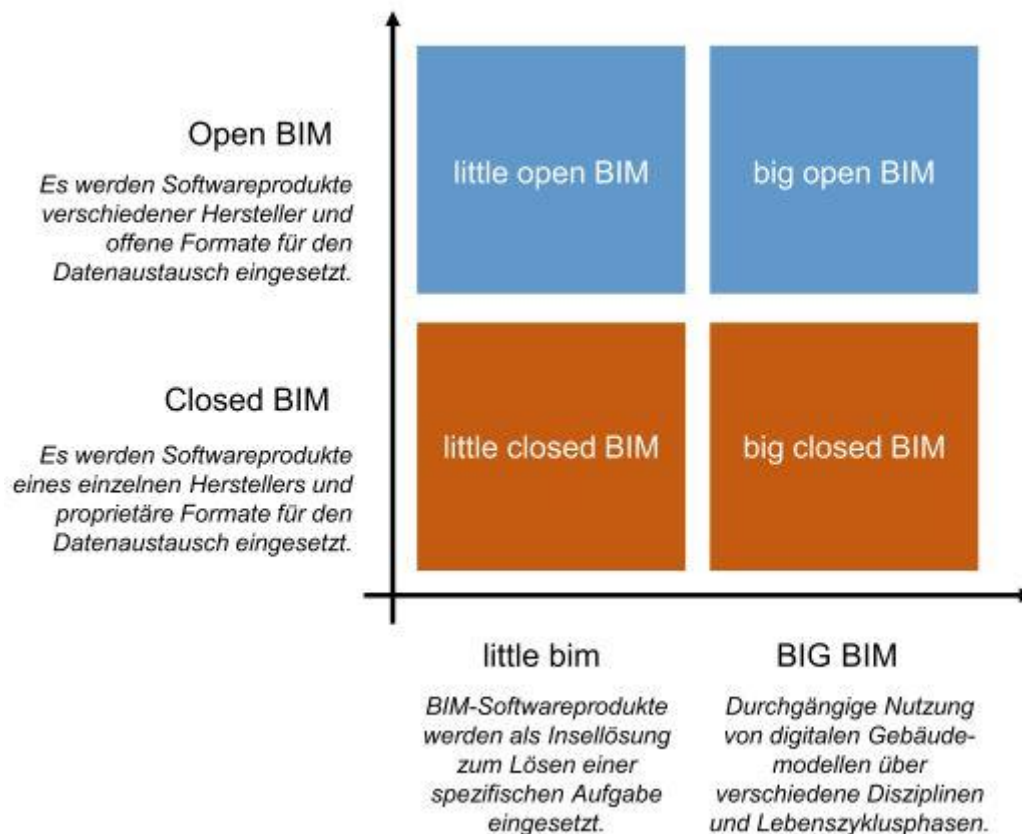 Open BIM
Es werden Softwareprodukte
verschiedener Hersteller und
offene Formate für den
Datenaustausch eingesetzt.
little open BIM
big open BIM
Closed BIM
Es werden Softwareprodukte
eines einzelnen Herstellers und
proprietäre Formate für den
Datenaustausch eingesetzt.
little closed BIM
big closed BIM
little bim
BIM-Softwareprodukte
werden als Insellösung
zum Lösen einer
spezifischen Aufgabe
eingesetzt.
BIG BIM
Durchgängige Nutzung
von digitalen Gebäude-
modellen über
verschiedene Disziplinen
und Lebenszyklusphasen.